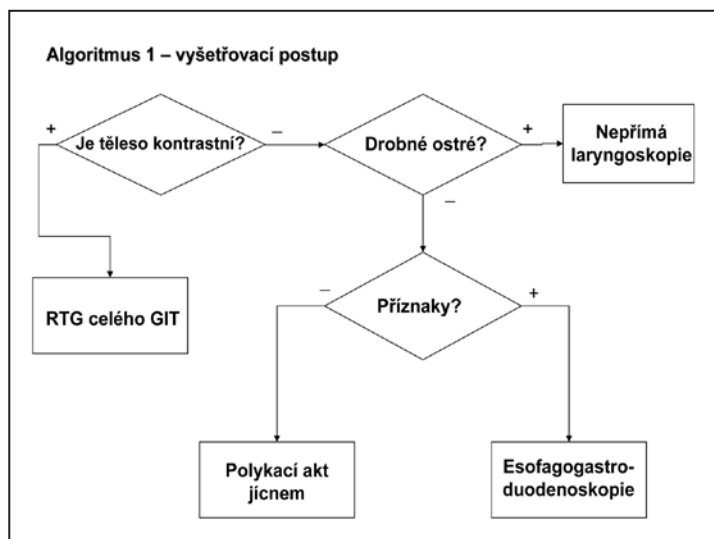 Algoritmus 1 – vyšetřovací postup
+
Je těleso kontrastní?
–
Drobné ostré?
+
Nepřímá
laryngoskopie
–
RTG celého GIT
–
Příznaky?
+
Polykací akt
jícnem
Esofagogastro-
duodenoskopie